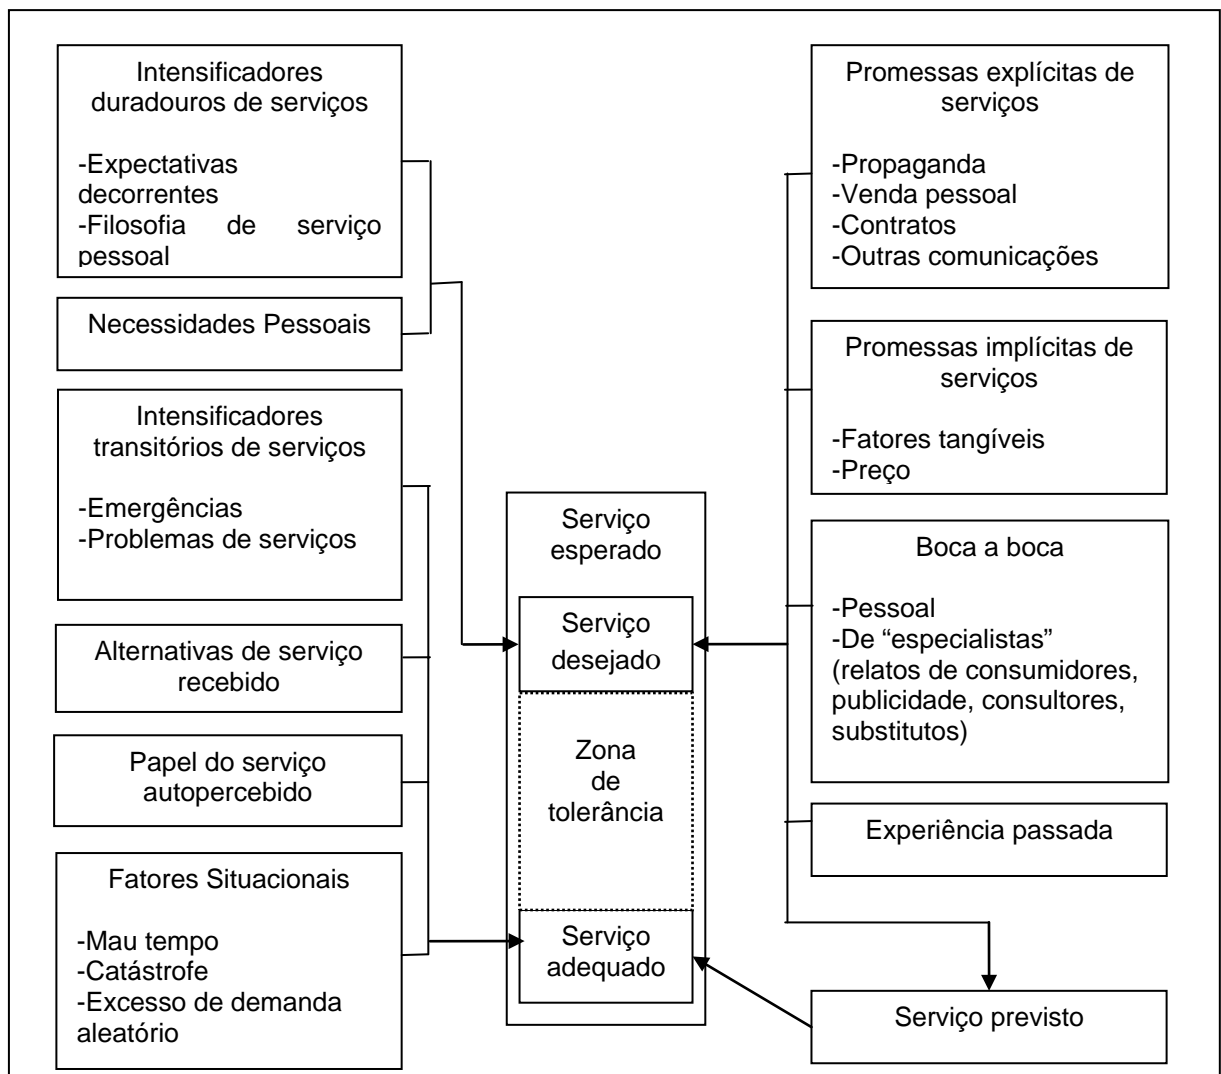 Intensificadores
duradouros de serviços
-Expectativas
decorrentes
-Filosofia de serviço
pessoal
Necessidades Pessoais
Intensificadores
transitórios de serviços
-Emergências
-Problemas de serviços
Alternativas de serviço
recebido
Papel do serviço
autopercebido
Fatores Situacionais
-Mau tempo
-Catástrofe
-Excesso de demanda
aleatório
Serviço
esperado
Serviço
desejado
Zona
de
tolerância
Serviço
adequado
Promessas explícitas de
serviços
-Propaganda
-Venda pessoal
-Contratos
-Outras comunicações
Promessas implícitas de
serviços
-Fatores tangíveis
-Preço
Boca a boca
-Pessoal
-De “especialistas”
(relatos de consumidores,
publicidade, consultores,
substitutos)
Experiência passada
Serviço previsto